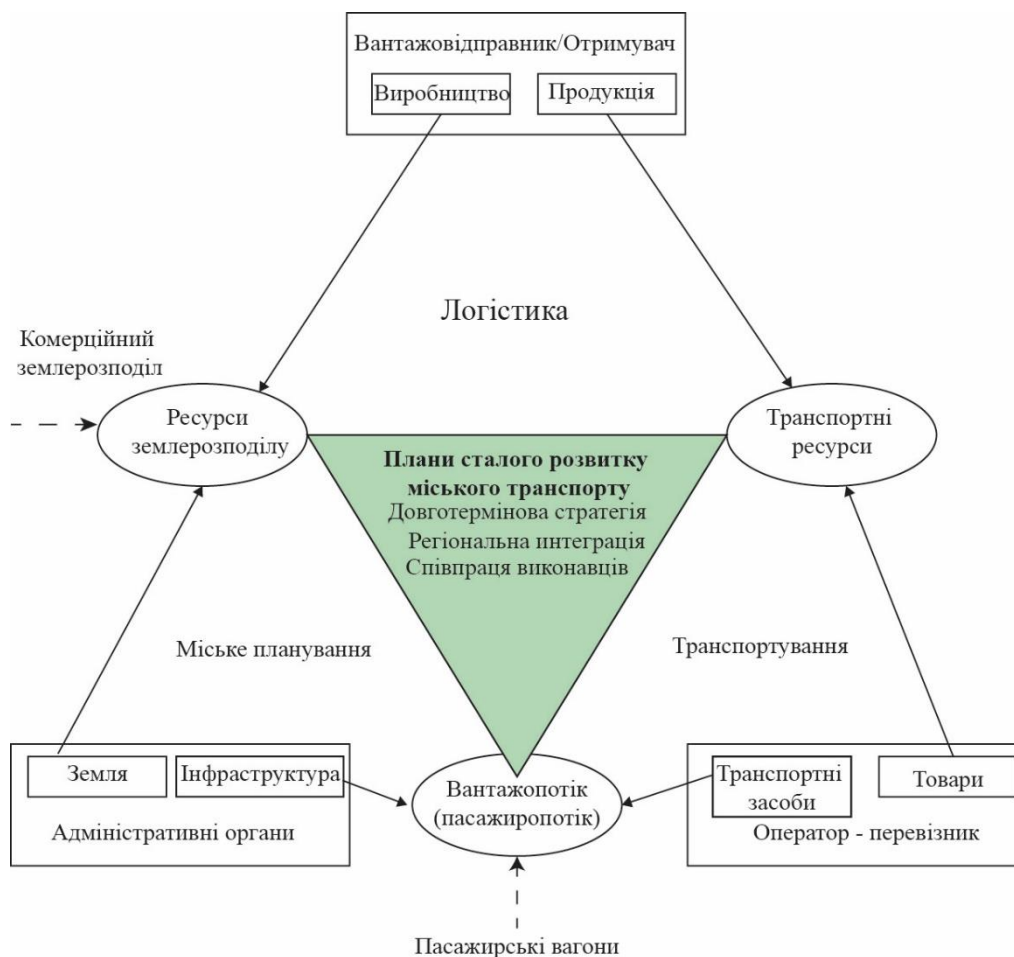 Вантажовідправник/Отримувач
Виробництво
Продукція
Логістика
Комерційний
землерозподіл
Ресурси
землерозподілу
Транспортні
ресурси
Плани сталого розвитку
міського транспорту
Довготермінова стратегія
Регіональна интеграція
Співпраця виконавців
Міське планування
Транспортування
Земля
Інфраструктура
Адміністративні органи
Вантажопотік
(пасажиропотік)
Транспортні
засоби
Товари
Оператор - перевізник
Пасажирські вагони